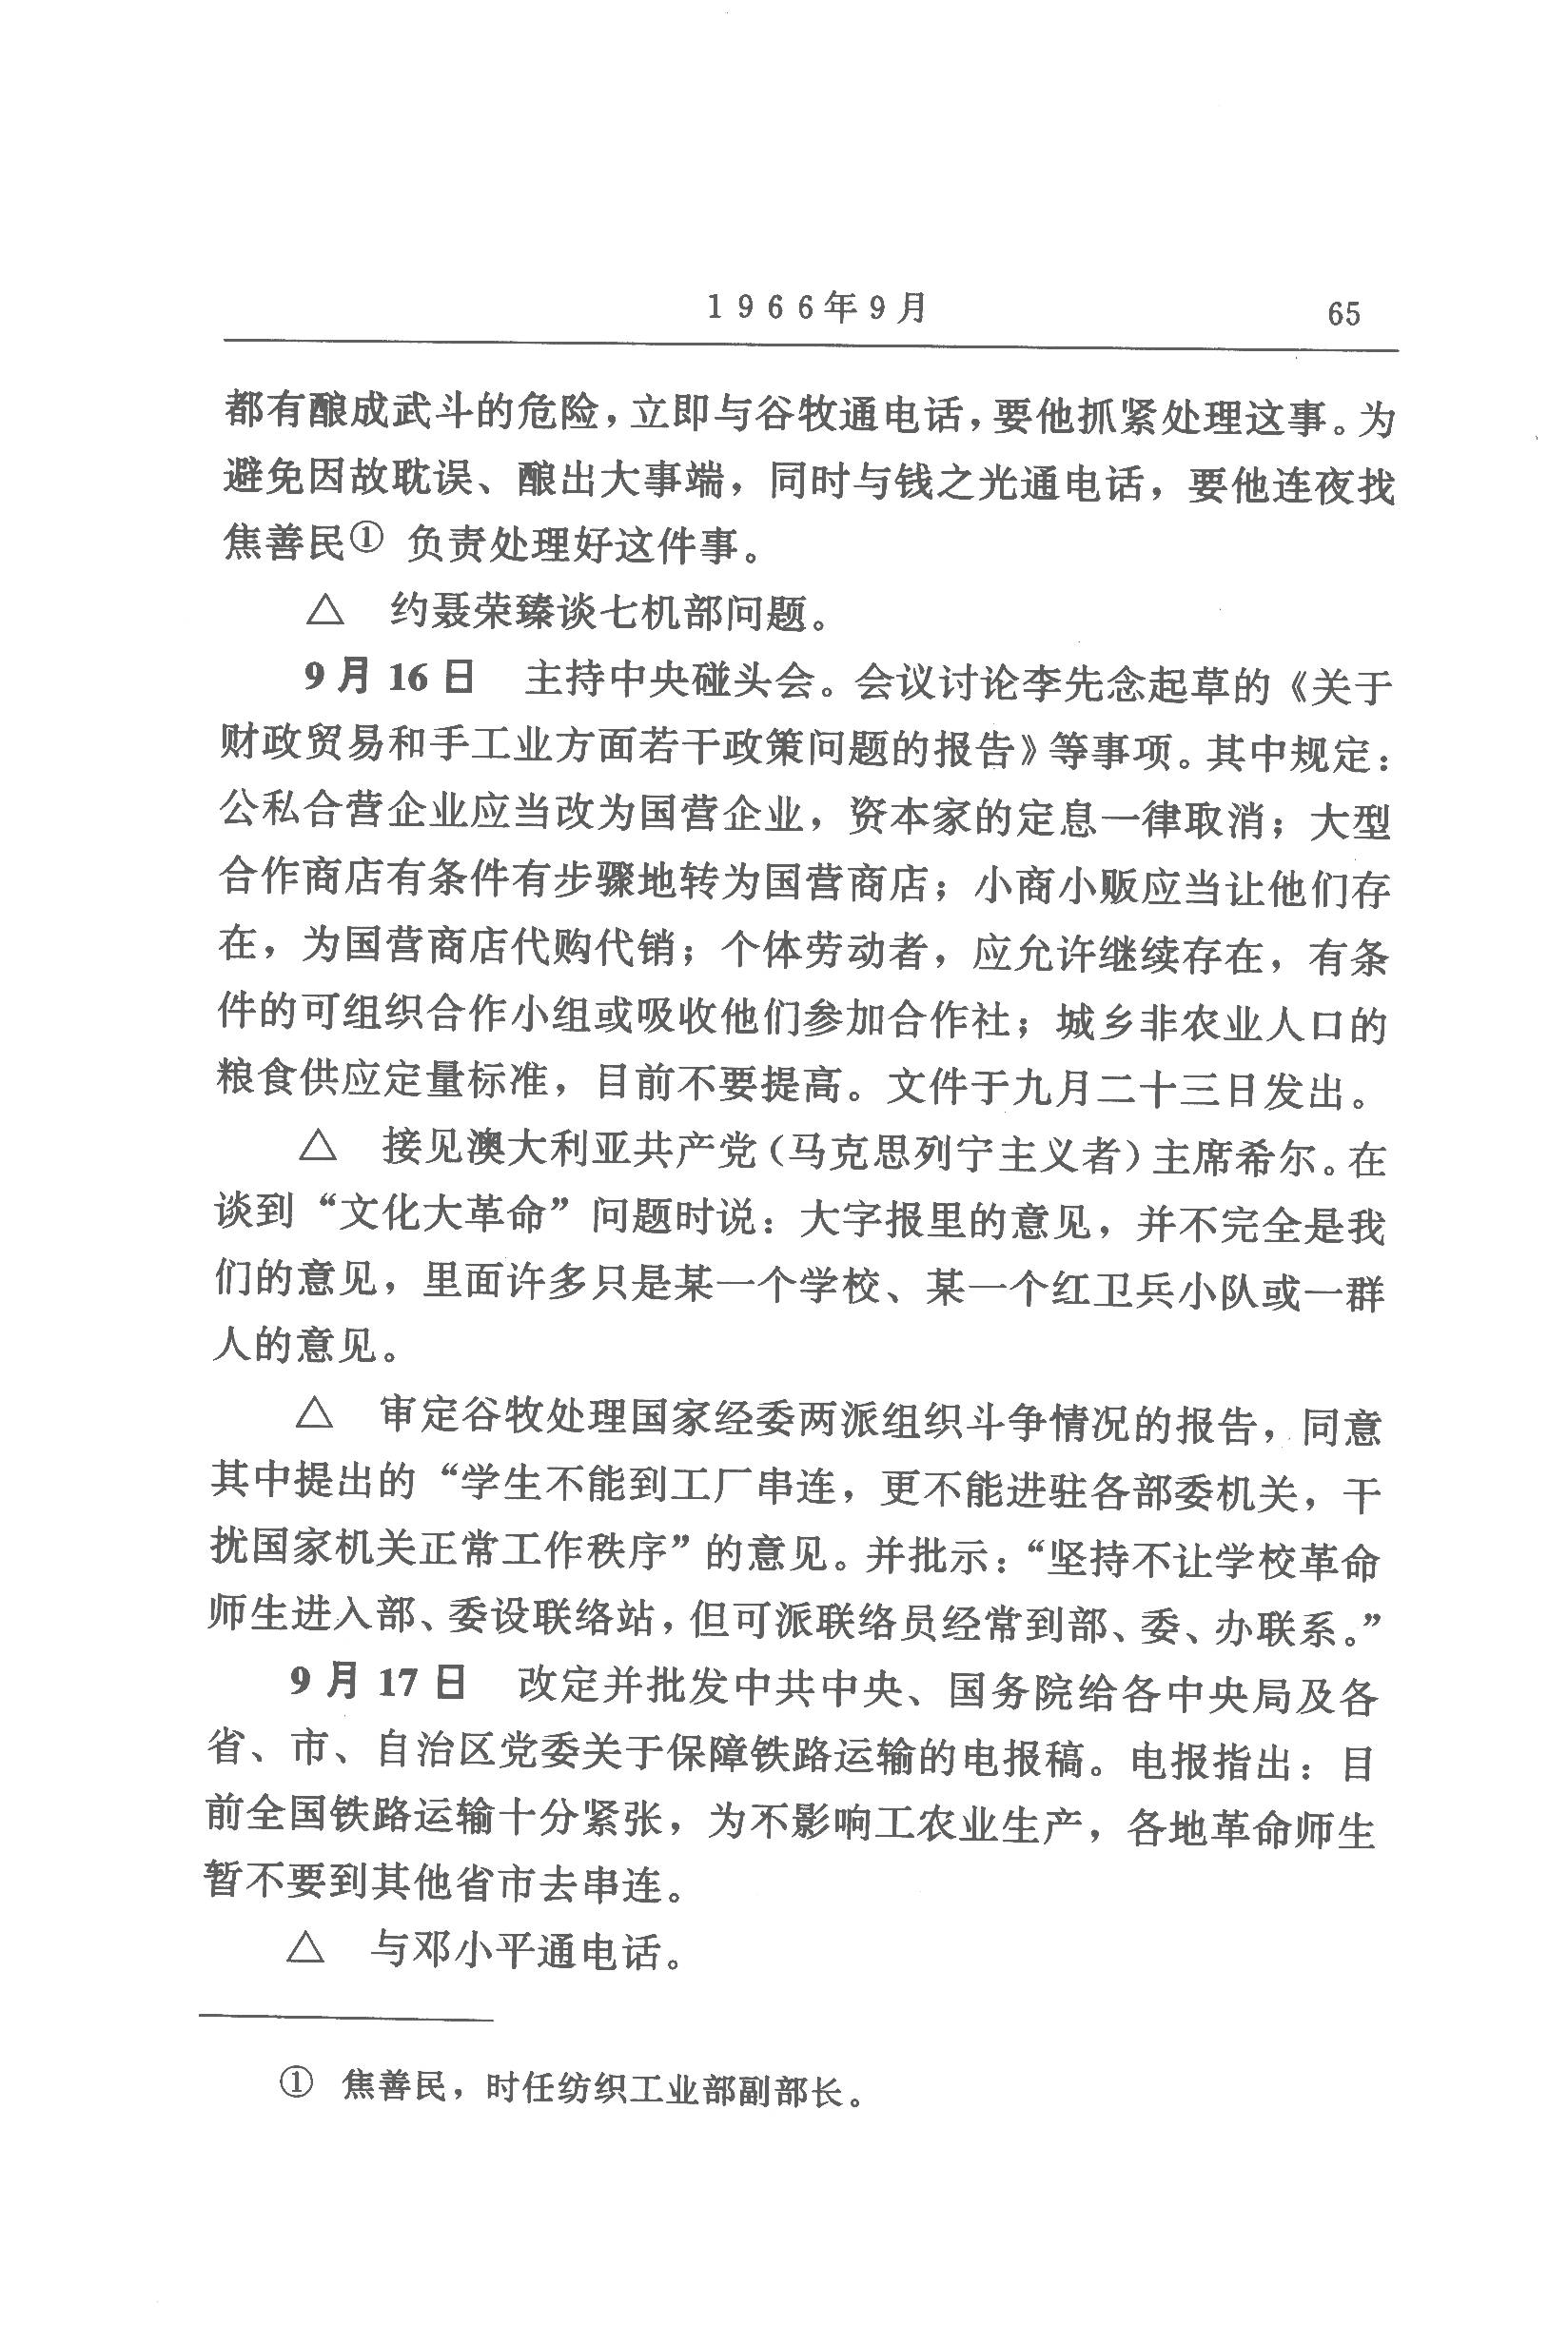 1966年9月 65
都有酿成武斗的危险，立即与谷牧通电话，要他抓紧处理这事。为
避免因故耽误、酿出大事端，同时与钱之光通电话，要他连夜找
焦善民① 负责处理好这件事。
△ 约聂荣臻谈七机部问题。
9月16日 主持中央碰头会。会议讨论李先念起草的《关于
财政贸易和手工业方面若干政策问题的报告》等事项。其中规定：
公私合营企业应当改为国营企业，资本家的定息一律取消；大型
合作商店有条件有步骤地转为国营商店；小商小贩应当让他们存
在，为国营商店代购代销；个体劳动者，应允许继续存在，有条
件的可组织合作小组或吸收他们参加合作社；城乡非农业人口的
粮食供应定量标准，目前不要提高。文件于九月二十三日发出。
△ 接见澳大利亚共产党（马克思列宁主义者）主席希尔。在
谈到“文化大革命”问题时说：大字报里的意见，并不完全是我
们的意见，里面许多只是某一个学校、某一个红卫兵小队或一群
人的意见。
△ 审定谷牧处理国家经委两派组织斗争情况的报告，同意
其中提出的“学生不能到工厂串连，更不能进驻各部委机关，干
扰国家机关正常工作秩序”的意见。并批示：“坚持不让学校革命
师生进入部、委设联络站，但可派联络员经常到部、委、办联系。”
9月17日 改定并批发中共中央、国务院给各中央局及各
省、市、自治区党委关于保障铁路运输的电报稿。电报指出：目
前全国铁路运输十分紧张，为不影响工农业生产，各地革命师生
暂不要到其他省市去串连。
△ 与邓小平通电话。
① 焦善民，时任纺织工业部副部长。